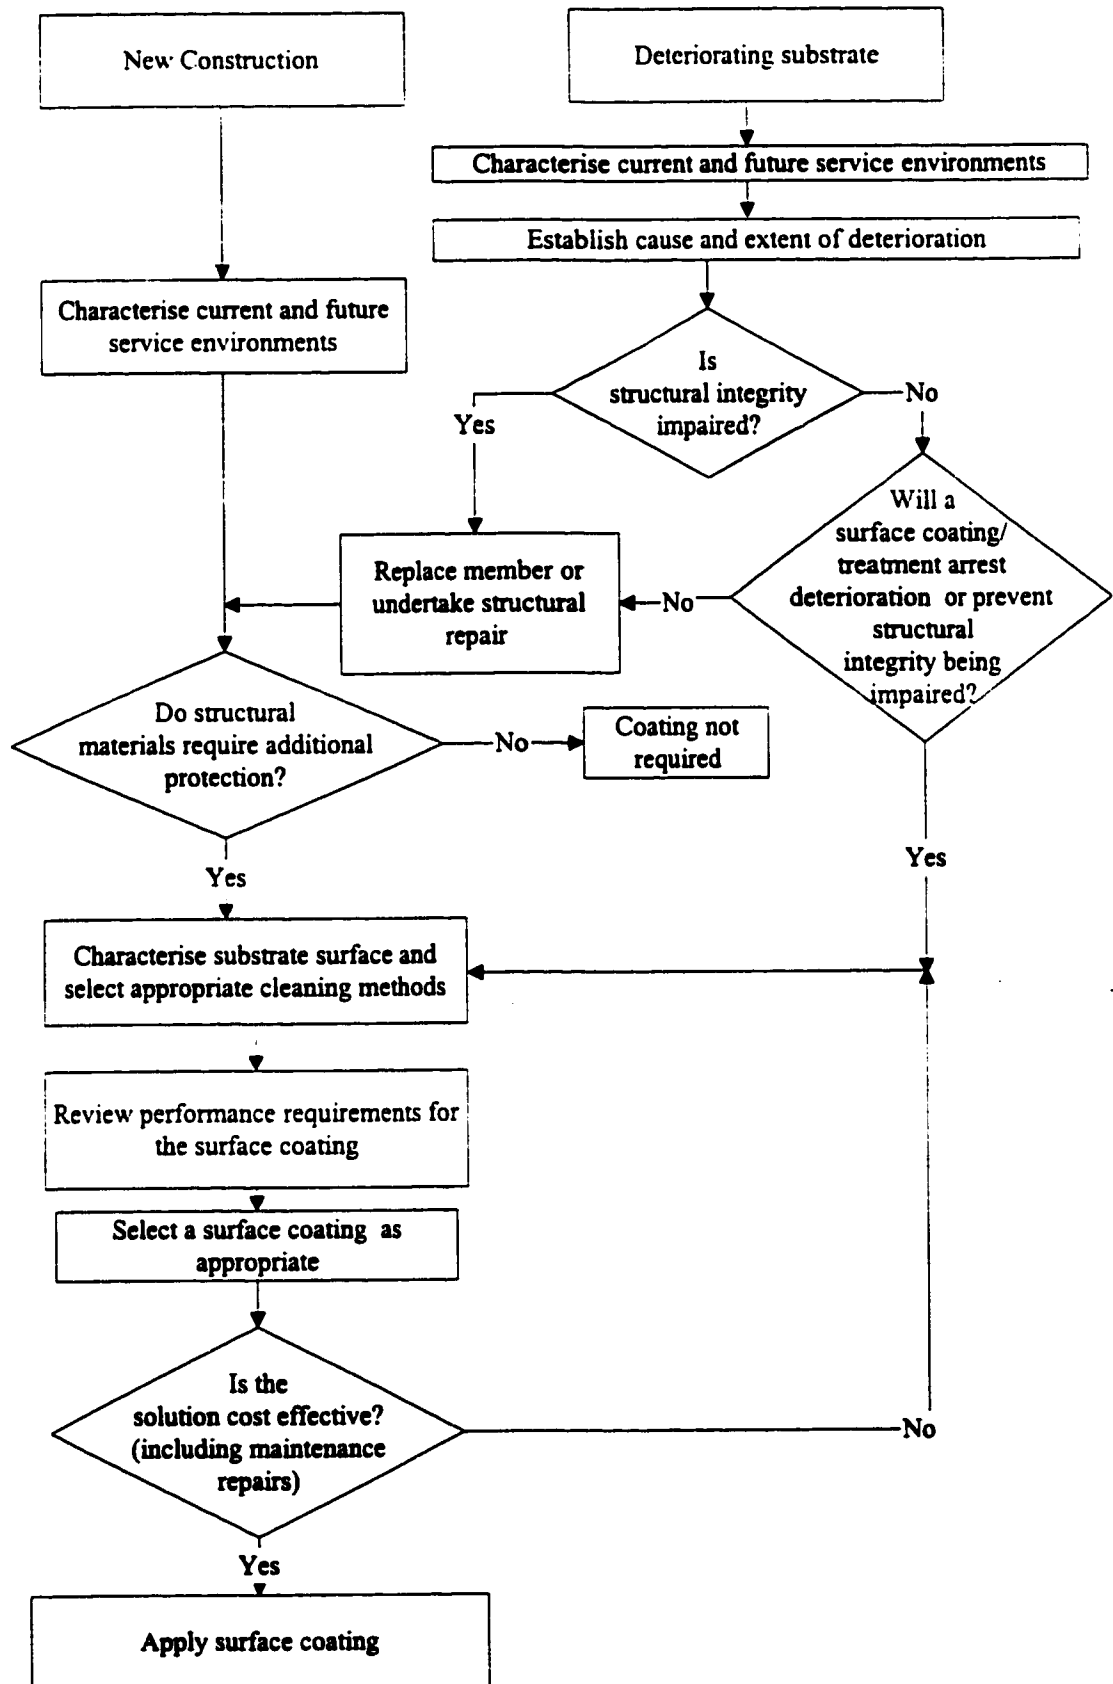 New Construction
Deteriorating substrate
Characterise current and future service environments
Establish cause and extent of deterioration
Characterise current and future
service environments
Is
structural integrity
impaired?
Yes
No
Will a
surface coating/
treatment arrest
deterioration or prevent
structural
integrity being
impaired?
Replace member or
undertake structural
repair
No
Do structural
materials require additional
protection?
No
Coating not
required
Yes
Yes
Characterise substrate surface and
select appropriate cleaning methods
Review performance requirements for
the surface coating
Select a surface coating as
appropriate
Is the
solution cost effective?
(including maintenance
repairs)
No
Yes
Apply surface coating